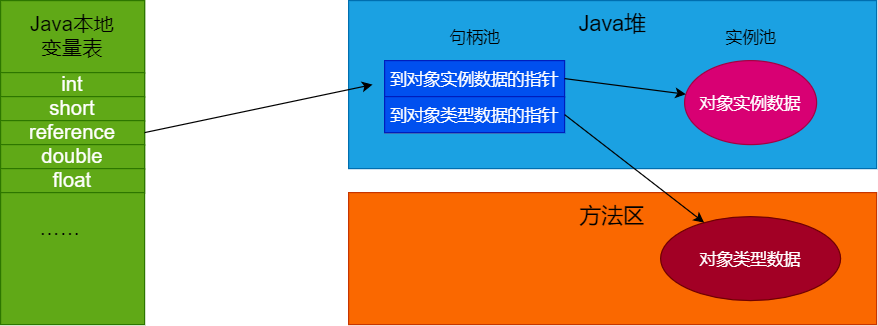 Java本地
变量表
int
short
reference
double
float
……
Java堆
句柄池
实例池
到对象实例数据的指针
到对象类型数据的指针
对象实例数据
方法区
对象类型数据